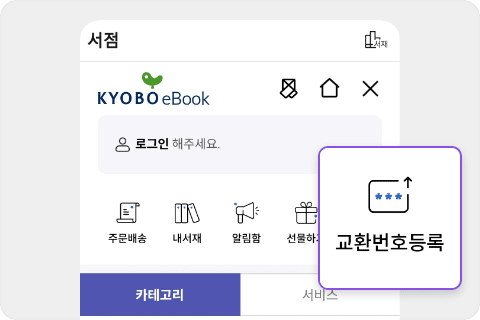 서점
서재
KYOBO eBook
로그인 해주세요.
주문배송 내서재 알림함 선물하기
***
교환번호등록
카테고리 서비스